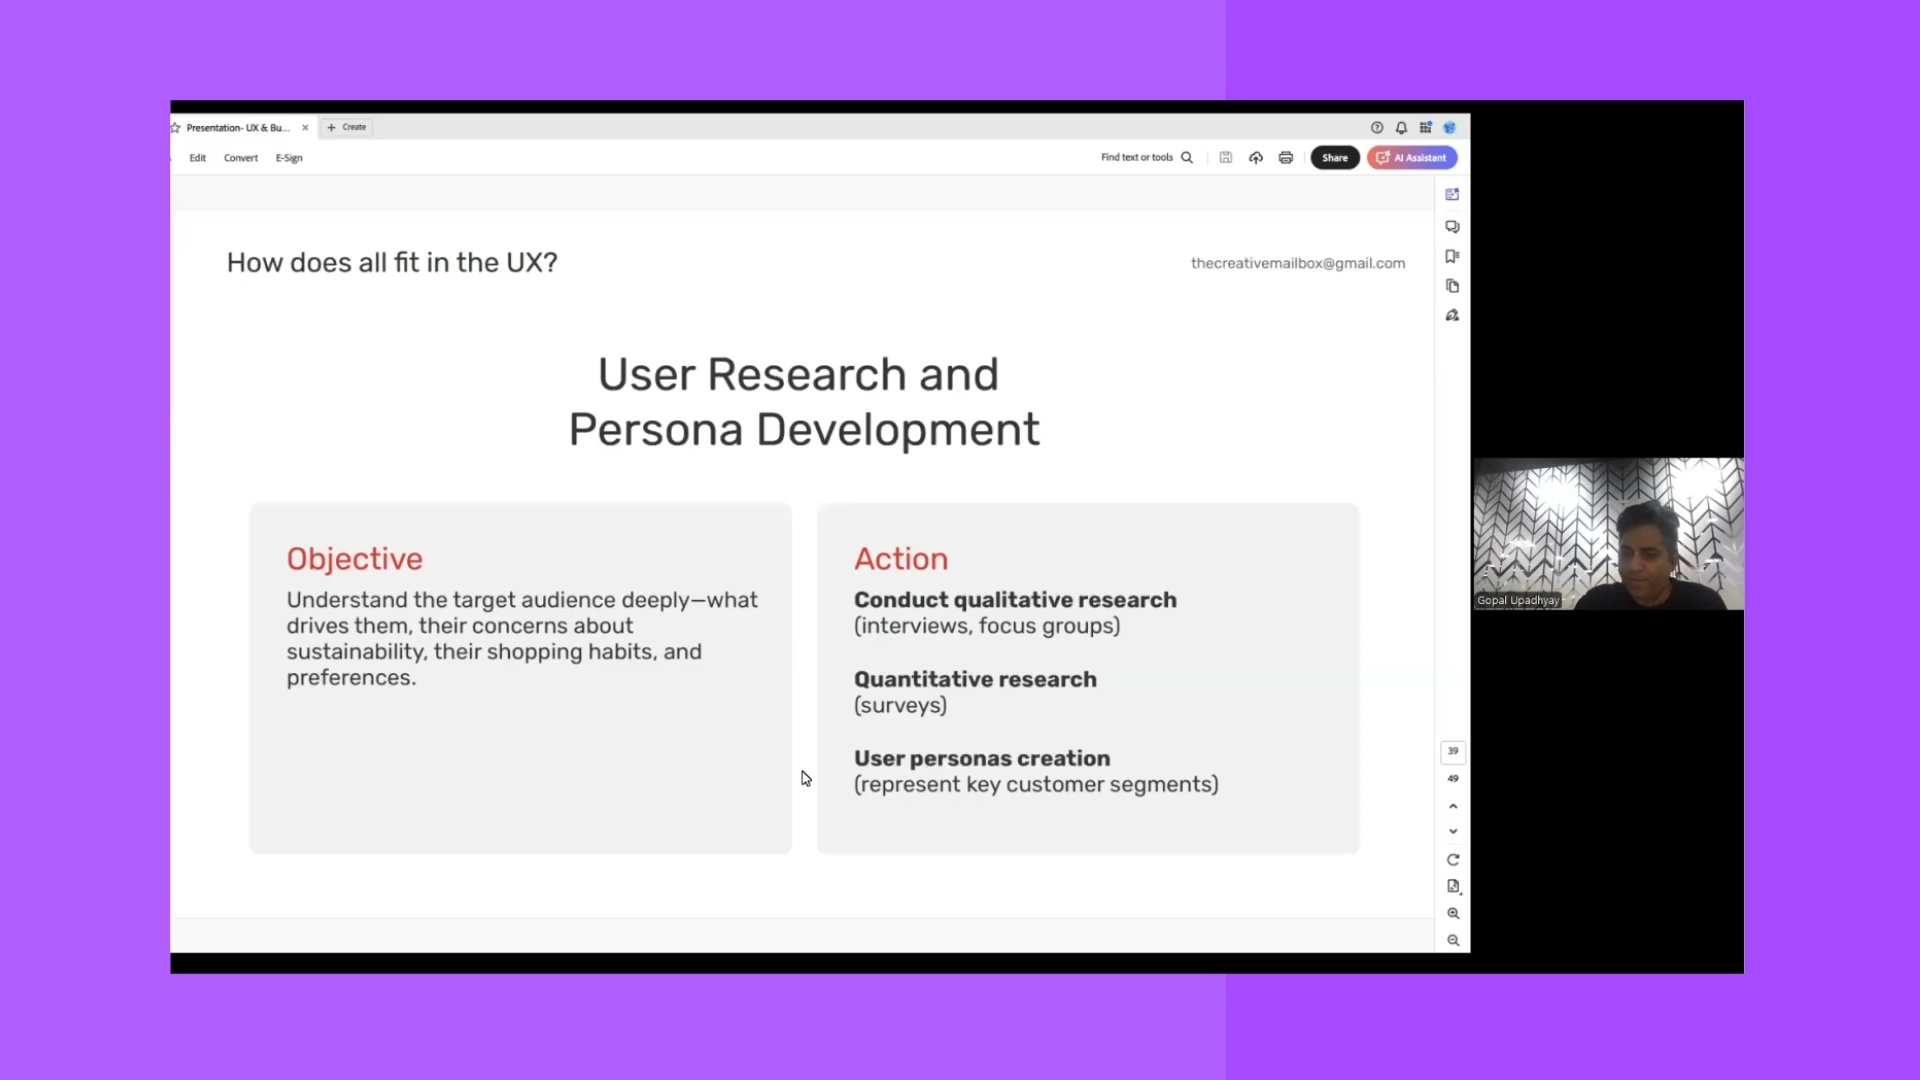 Presentation- UX & Bu...
Create
Edit
Convert
E-Sign
Find text or tools
Share
AI Assistant
How does all fit in the UX?
thecreativemailbox@gmail.com
User Research and
Persona Development
Objective
Understand the target audience deeply—what
drives them, their concerns about
sustainability, their shopping habits, and
preferences.
Action
Conduct qualitative research
(interviews, focus groups)
Quantitative research
(surveys)
User personas creation
(represent key customer segments)
Gopal Upadhyay
39
49